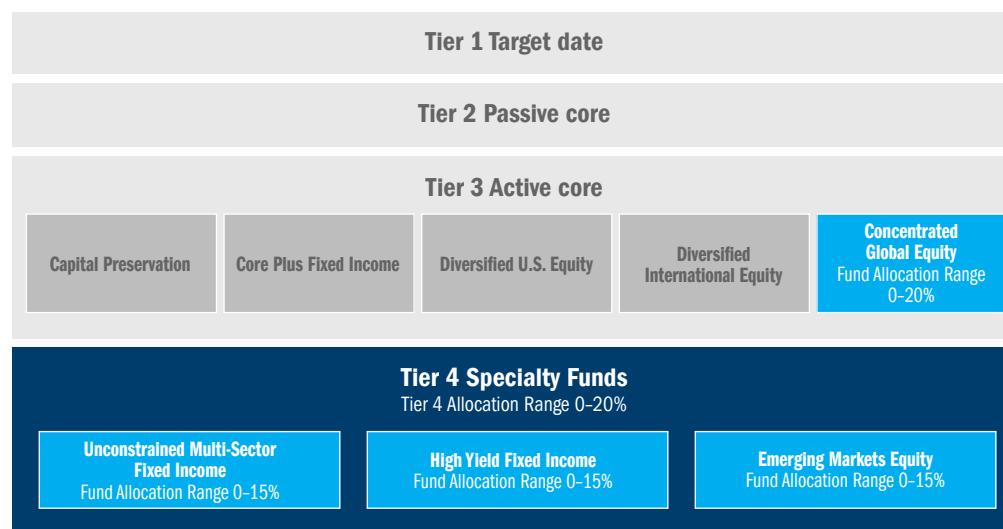 Tier 1 Target date
Tier 2 Passive core
Tier 3 Active core
Capital Preservation
Core Plus Fixed Income
Diversified U.S. Equity
Diversified
International Equity
Concentrated
Global Equity
Fund Allocation Range
0–20%
Tier 4 Specialty Funds
Tier 4 Allocation Range 0–20%
Unconstrained Multi-Sector
Fixed Income
Fund Allocation Range 0–15%
High Yield Fixed Income
Fund Allocation Range 0–15%
Emerging Markets Equity
Fund Allocation Range 0–15%